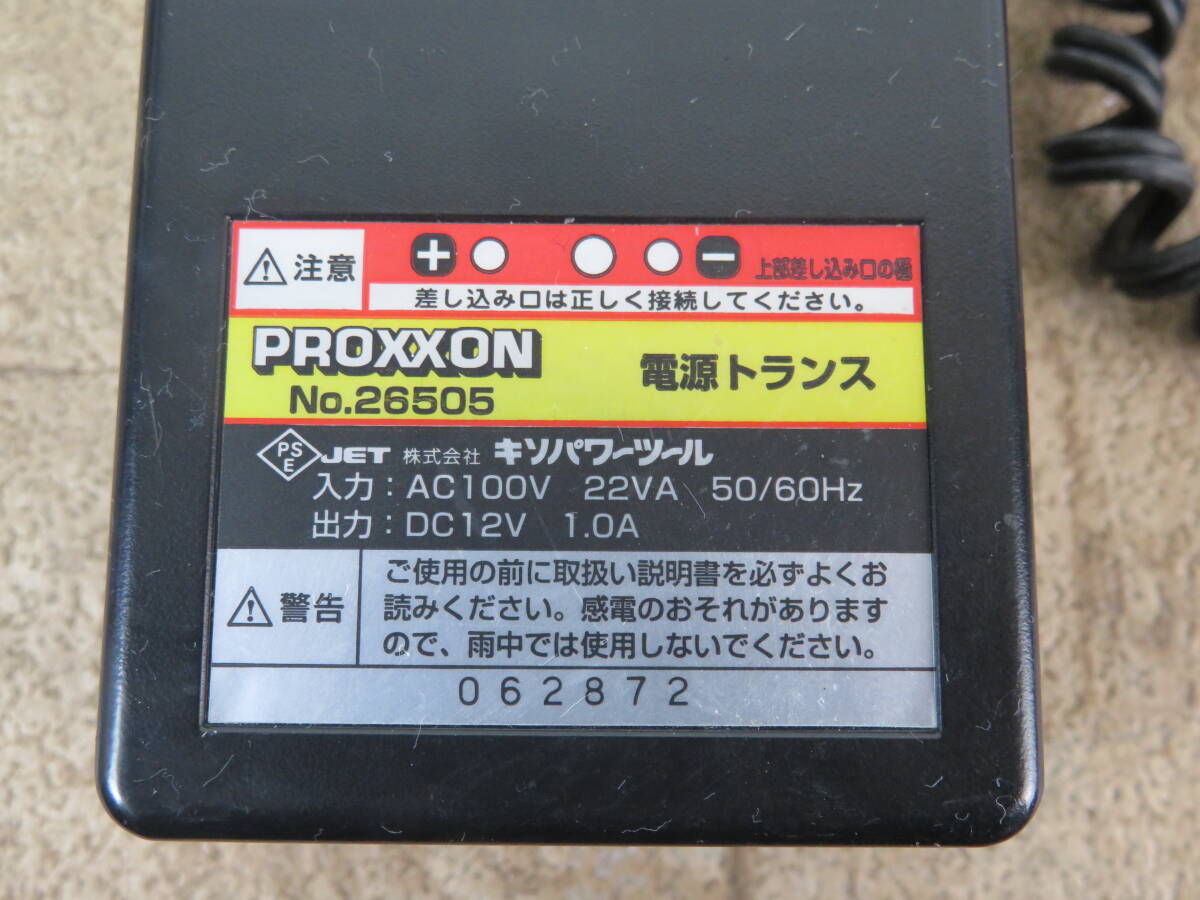 注意
+ −
上部差し込み口の極
差し込み口は正しく接続してください。
PROXXON
No.26505
電源トランス
PSE JET 株式会社 キソパワーツール
入力：AC100V 22VA 50/60Hz
出力：DC12V 1.0A
警告
ご使用の前に取扱い説明書を必ずよくお
読みください。感電のおそれがあります
ので、雨中では使用しないでください。
062872